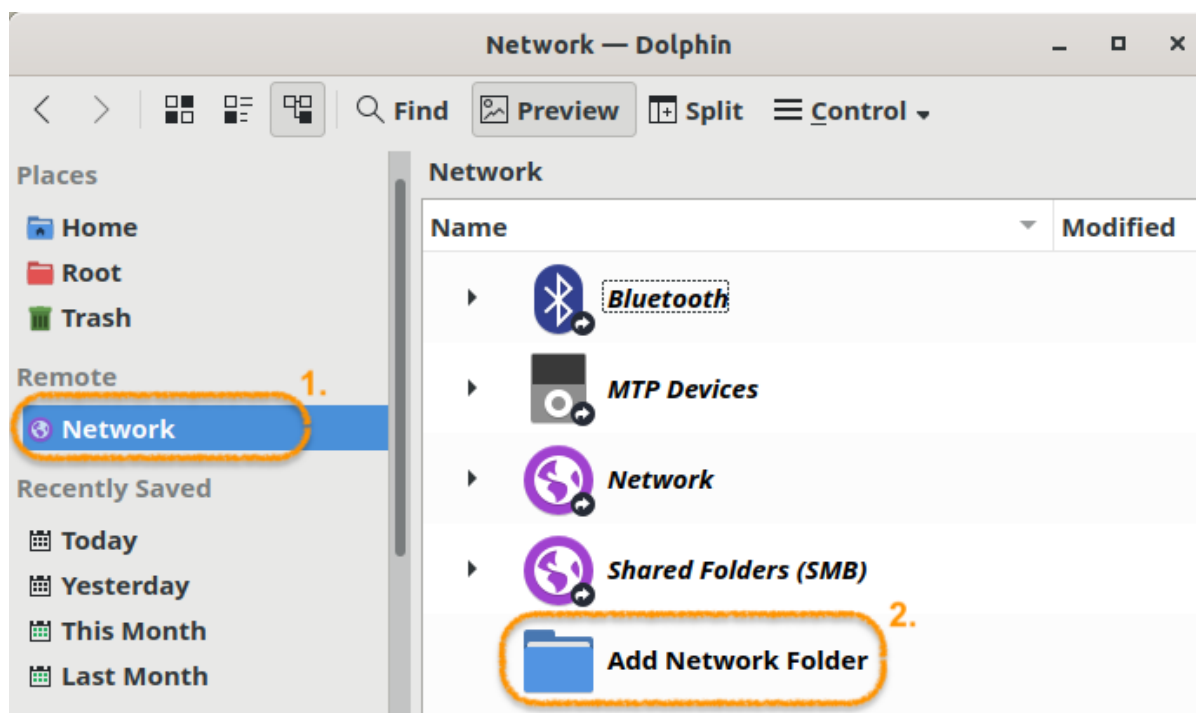 Network — Dolphin
Find Preview Split Control
Places
Home
Root
Trash
Remote
1.
Network
Recently Saved
Today
Yesterday
This Month
Last Month
Network
Name Modified
Bluetooth
MTP Devices
Network
Shared Folders (SMB)
2.
Add Network Folder